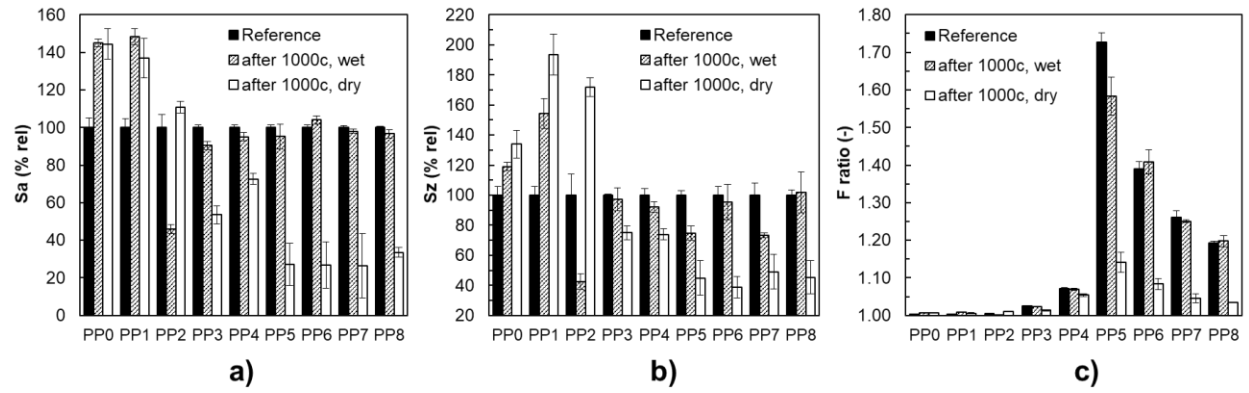 160
140
120
100
80
60
40
20
0
Sa (% rel)
Reference
after 1000c, wet
after 1000c, dry
PP0 PP1 PP2 PP3 PP4 PP5 PP6 PP7 PP8
a)
220
200
180
160
140
120
100
80
60
40
20
Sz (% rel)
Reference
after 1000c, wet
after 1000c, dry
PP0 PP1 PP2 PP3 PP4 PP5 PP6 PP7 PP8
b)
1.80
1.70
1.60
1.50
1.40
1.30
1.20
1.10
1.00
F ratio (-)
Reference
after 1000c, wet
after 1000c, dry
PP0 PP1 PP2 PP3 PP4 PP5 PP6 PP7 PP8
c)